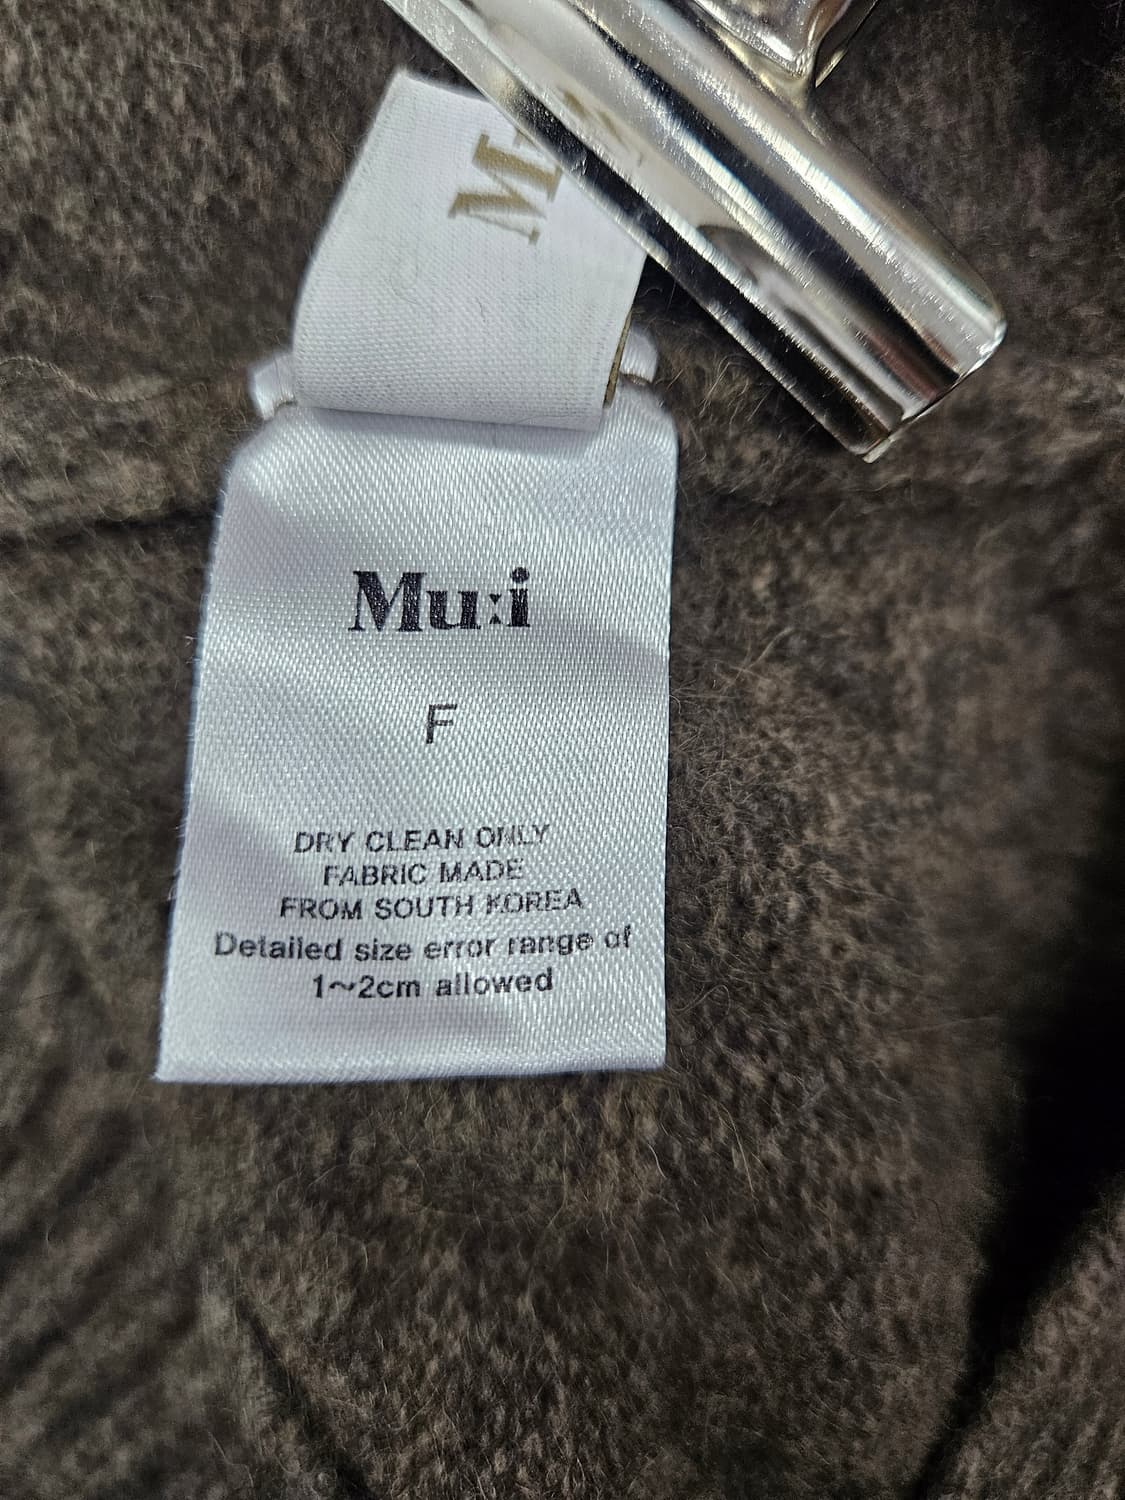 Mu:i
F
DRY CLEAN ONLY
FABRIC MADE
FROM SOUTH KOREA
Detailed size error range of
1~2cm allowed